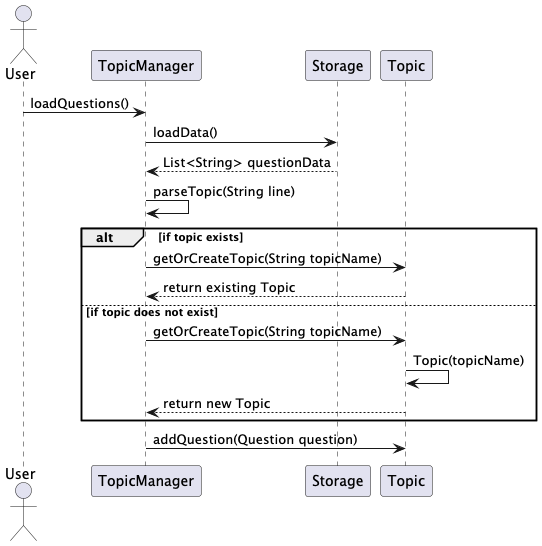 User
TopicManager
Storage
Topic
loadQuestions()
loadData()
List<String> questionData
parseTopic(String line)
alt
[if topic exists]
getOrCreateTopic(String topicName)
return existing Topic
[if topic does not exist]
getOrCreateTopic(String topicName)
Topic(topicName)
return new Topic
addQuestion(Question question)
User
TopicManager
Storage
Topic